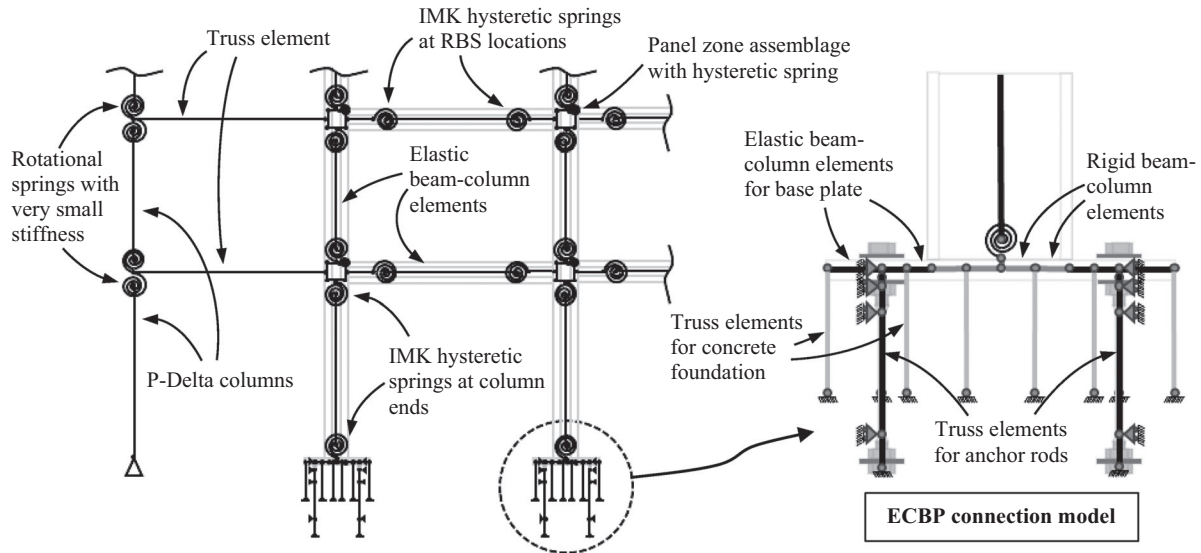 Truss element
IMK hysteretic springs
at RBS locations
Panel zone assemblage
with hysteretic spring
Rotational
springs with
very small
stiffness
Elastic
beam-column
elements
P-Delta columns
IMK hysteretic
springs at column
ends
Elastic beam-
column elements
for base plate
Rigid beam-
column
elements
Truss elements
for concrete
foundation
Truss elements
for anchor rods
ECBP connection model